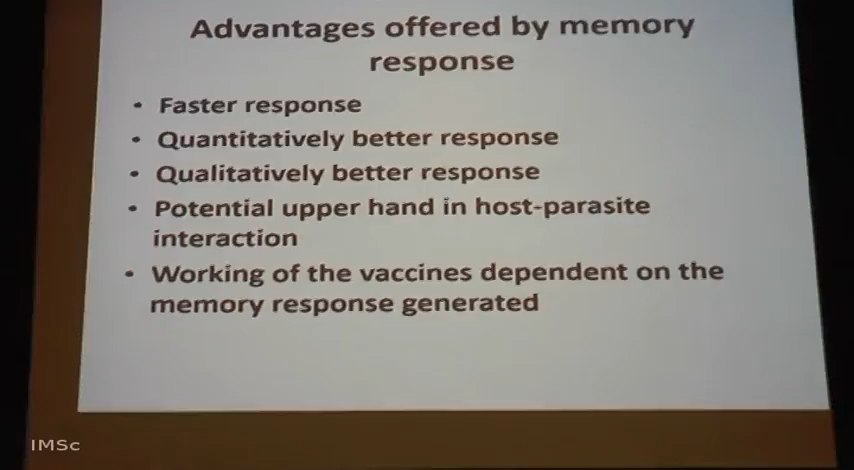 Advantages offered by memory
response
• Faster response
• Quantitatively better response
• Qualitatively better response
• Potential upper hand in host-parasite
interaction
• Working of the vaccines dependent on the
memory response generated
IMSc